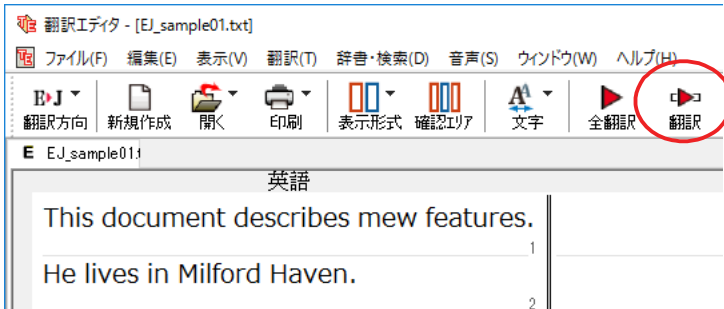 翻訳エディタ - [EJ_sample01.txt]
ファイル(F) 編集(E) 表示(V) 翻訳(T) 辞書・検索(D) 音声(S) ウィンドウ(W) ヘルプ(H)
E▶J
翻訳方向 新規作成 開く 印刷 表示形式 確認エリア 文字 全翻訳 翻訳
E EJ_sample01.t
英語
This document describes mew features.
1
He lives in Milford Haven.
2